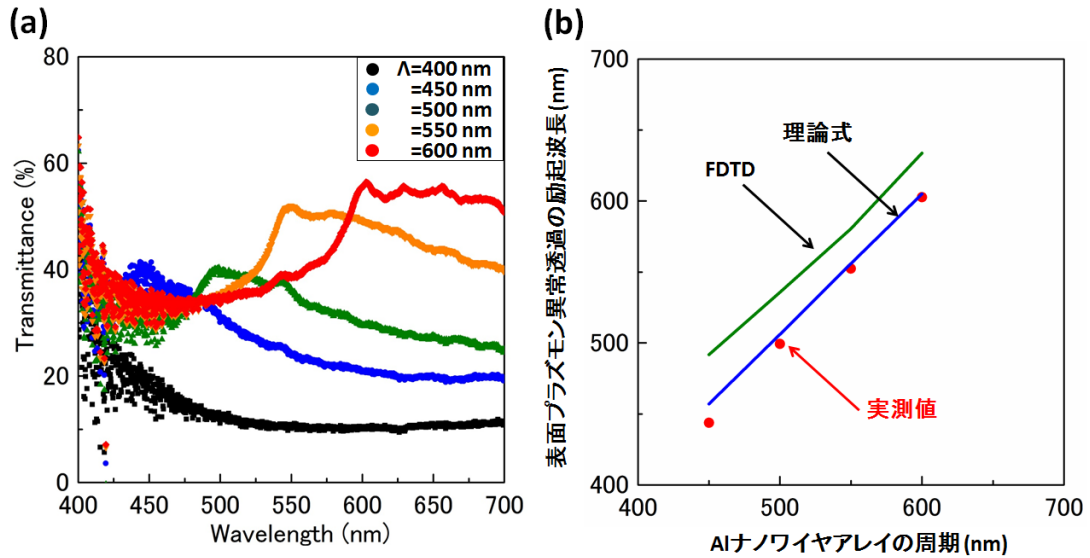 (a)
80
60
40
20
0
Transmittance (%)
Λ=400 nm
=450 nm
=500 nm
=550 nm
=600 nm
400 450 500 550 600 650 700
Wavelength (nm)
(b)
700
600
500
400
表面プラズモン異常透過の励起波長(nm)
理論式
FDTD
実測値
400 500 600 700
Alナノワイヤアレイの周期(nm)